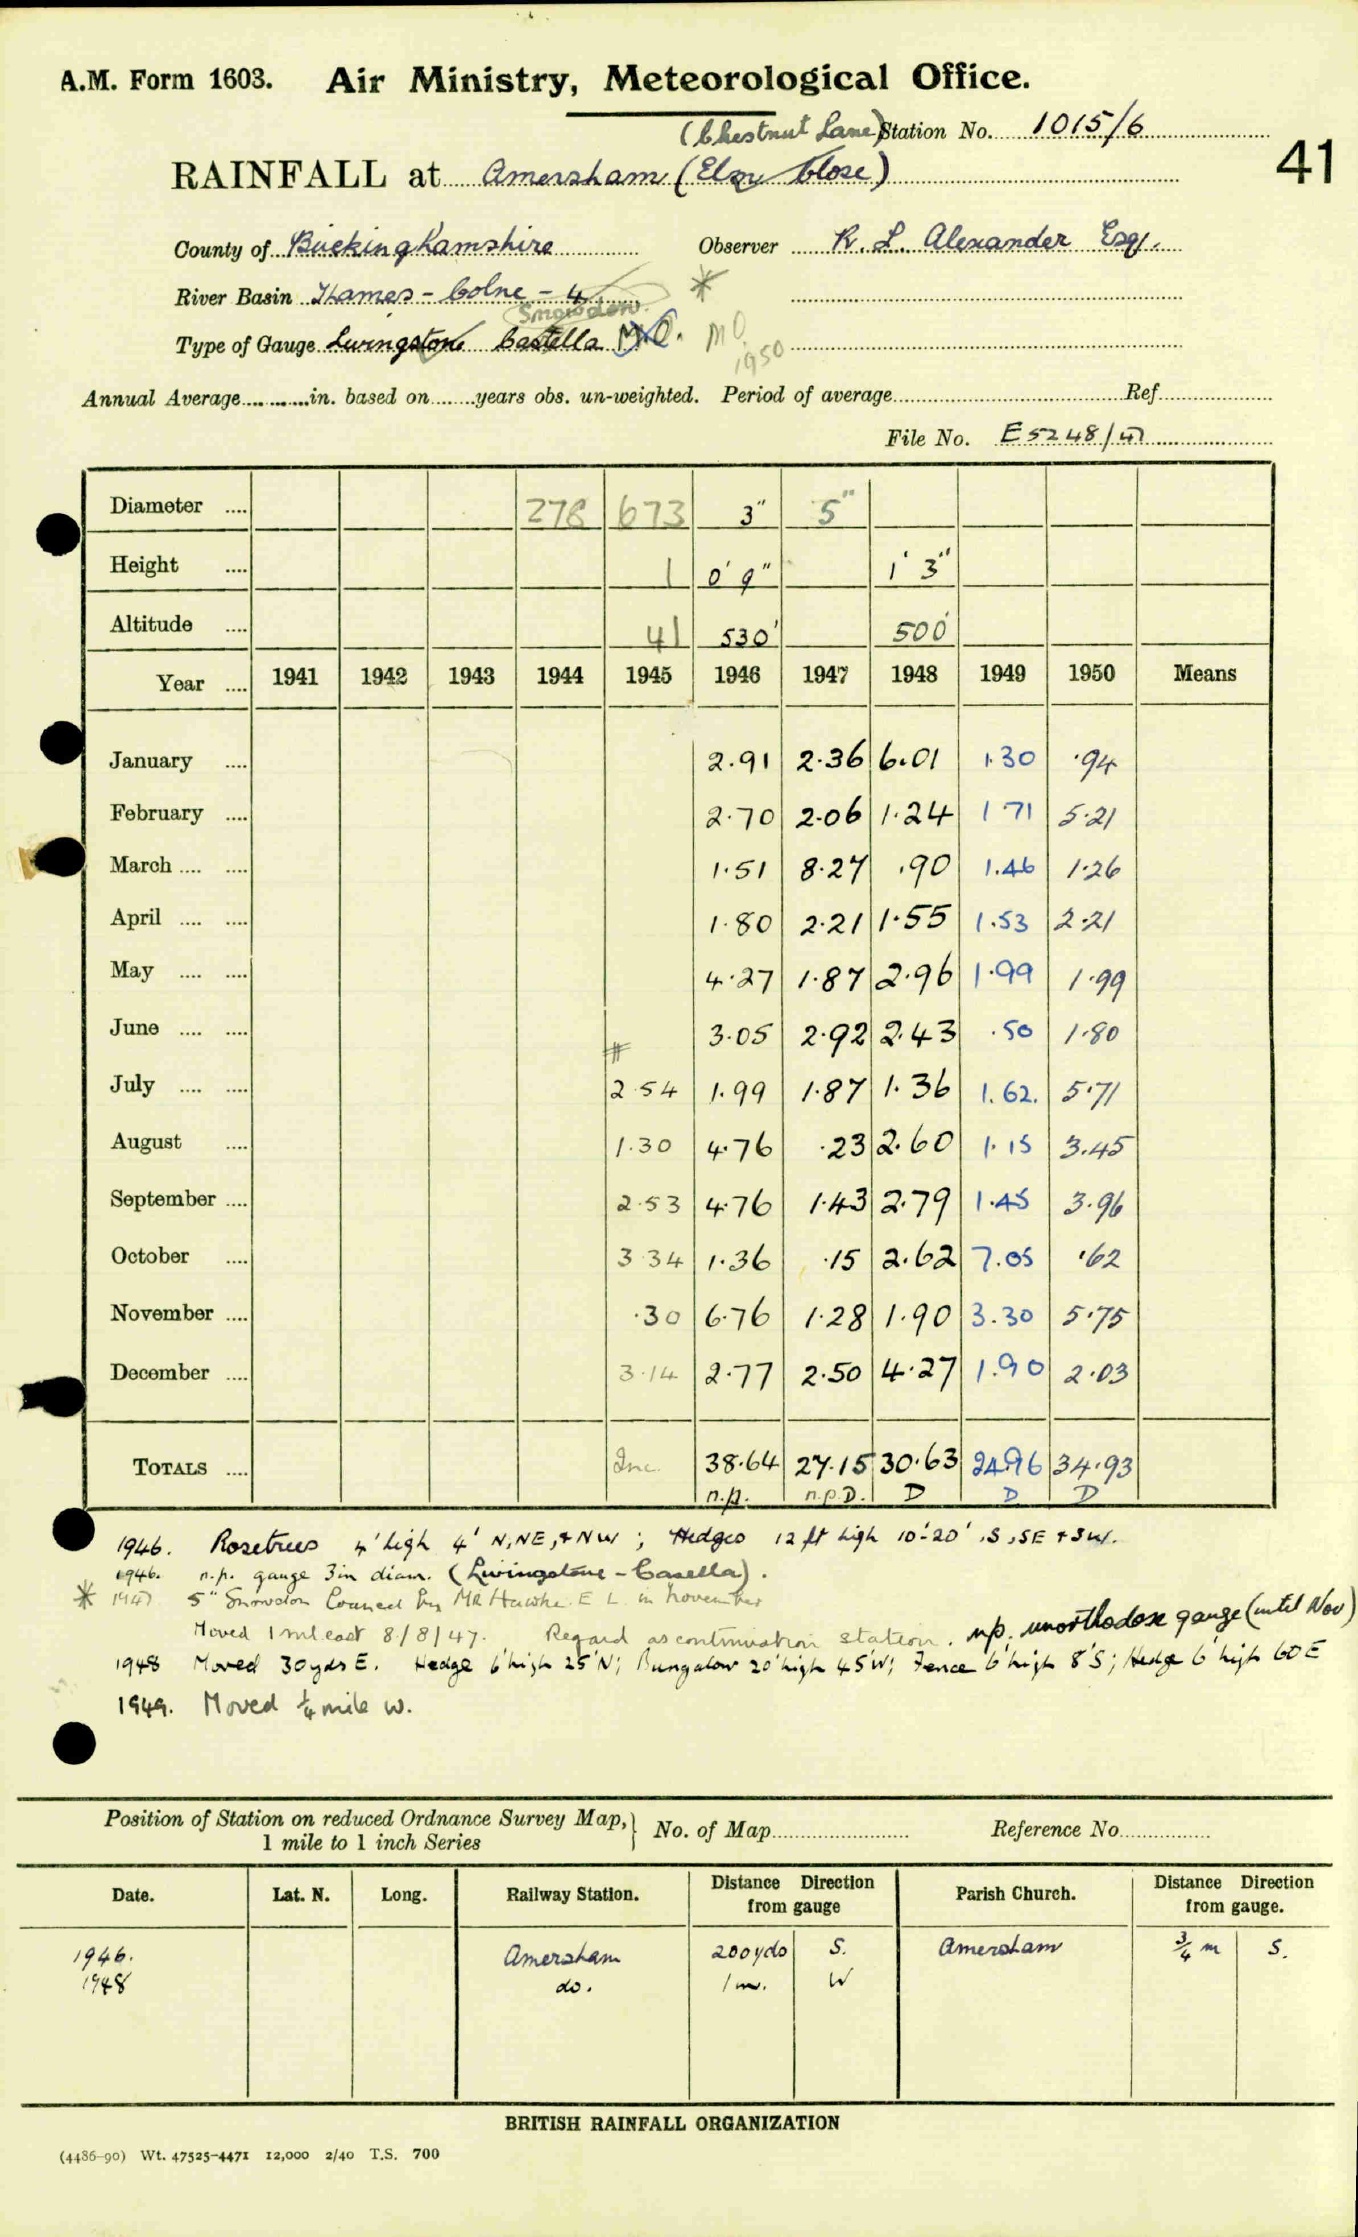 A.M. Form 1603. Air Ministry, Meteorological Office.
(Chestnut Lane) Station No. 1015/6
41
RAINFALL at Amersham (Elm Close)
County of Buckinghamshire Observer R. L. Alexander Esq.
River Basin Thames - Colne - 4 *
Snowdon.
Type of Gauge Livingstone Castella M.O. MO
1950
Annual Average..........in. based on.......years obs. un-weighted. Period of average.......... Ref..........
File No. E5248/47
Diameter .... 278 673 3" 5"
Height .... 1 0' 9" 1' 3"
Altitude .... 41 530' 500'
Year .... 1941 1942 1943 1944 1945 1946 1947 1948 1949 1950 Means
January .... 2.91 2.36 6.01 1.30 .94
February .... 2.70 2.06 1.24 1 71 5.21
March .... .... 1.51 8.27 .90 1.46 1.26
April .... .... 1.80 2.21 1.55 1.53 2.21
May .... .... 4.27 1.87 2.96 1.99 1.99
June .... .... # 3.05 2.92 2.43 .50 1.80
July .... .... 2 54 1.99 1.87 1.36 1.62. 5.71
August .... 1.30 4.76 .23 2.60 1.15 3.45
September .... 2.53 4.76 1.43 2.79 1.45 3.96
October .... 3 34 1.36 .15 2.62 7.05 .62
November .... .30 6.76 1.28 1.90 3.30 5.75
December .... 3.14 2.77 2.50 4.27 1.90 2.03
TOTALS .... Inc. 38.64 27.15 30.63 24.96 34.93
n.p. n.p.D. D D D
1946. Rosetrees 4' high 4' N, NE, + NW ; Hedges 12 ft high 10'-20' S, SE + SW.
1946. n.p. gauge 3in diam. (Livingstone - Casella).
* 1947 5" Snowdon loaned by Mr Hawke E L in November
Moved 1 ml. east 8/8/47. Regard as continuation station. n.p. unorthodox gauge (until Nov)
1948 Moved 30yds E. Hedge 6' high 25'N; Bungalow 20' high 45'W; Fence 6' high 8'S; Hedge 6' high 60 E
1949. Moved ¼ mile W.
Position of Station on reduced Ordnance Survey Map, } No. of Map.......... Reference No..........
1 mile to 1 inch Series
Date. Lat. N. Long. Railway Station. Distance Direction from gauge Parish Church. Distance Direction from gauge.
1946. Amersham 200yds S. Amersham ¾ m S.
1948 do. 1 m. W
BRITISH RAINFALL ORGANIZATION
(4486-90) Wt. 47525-4471 12,000 2/40 T.S. 700